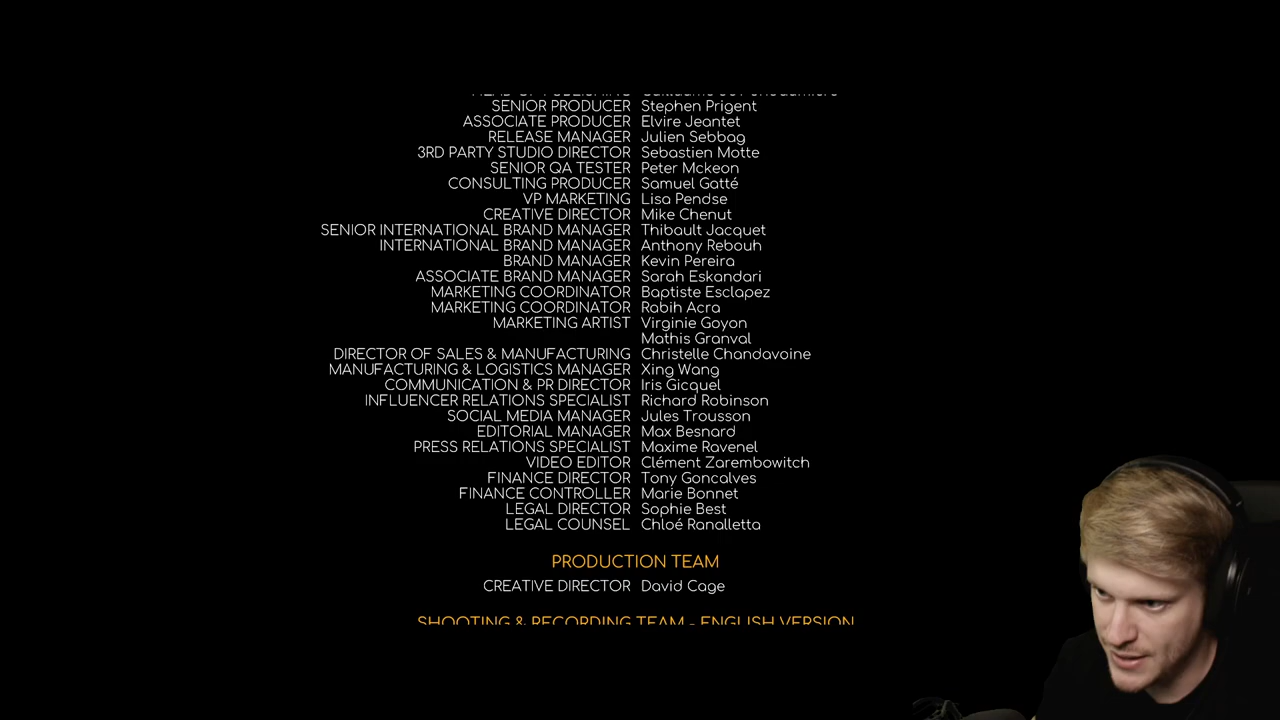 SENIOR PRODUCER Stephen Prigent
ASSOCIATE PRODUCER Elvire Jeantet
RELEASE MANAGER Julien Sebbag
3RD PARTY STUDIO DIRECTOR Sebastien Motte
SENIOR QA TESTER Peter Mckeon
CONSULTING PRODUCER Samuel Gatté
VP MARKETING Lisa Pendse
CREATIVE DIRECTOR Mike Chenut
SENIOR INTERNATIONAL BRAND MANAGER Thibault Jacquet
INTERNATIONAL BRAND MANAGER Anthony Rebouh
BRAND MANAGER Kevin Pereira
ASSOCIATE BRAND MANAGER Sarah Eskandari
MARKETING COORDINATOR Baptiste Esclapez
MARKETING COORDINATOR Rabih Acra
MARKETING ARTIST Virginie Goyon
Mathis Granval
DIRECTOR OF SALES & MANUFACTURING Christelle Chandavoine
MANUFACTURING & LOGISTICS MANAGER Xing Wang
COMMUNICATION & PR DIRECTOR Iris Gicquel
INFLUENCER RELATIONS SPECIALIST Richard Robinson
SOCIAL MEDIA MANAGER Jules Trousson
EDITORIAL MANAGER Max Besnard
PRESS RELATIONS SPECIALIST Maxime Ravenel
VIDEO EDITOR Clément Zarembowitch
FINANCE DIRECTOR Tony Goncalves
FINANCE CONTROLLER Marie Bonnet
LEGAL DIRECTOR Sophie Best
LEGAL COUNSEL Chloé Ranalletta
PRODUCTION TEAM
CREATIVE DIRECTOR David Cage
SHOOTING & RECORDING TEAM - ENGLISH VERSION